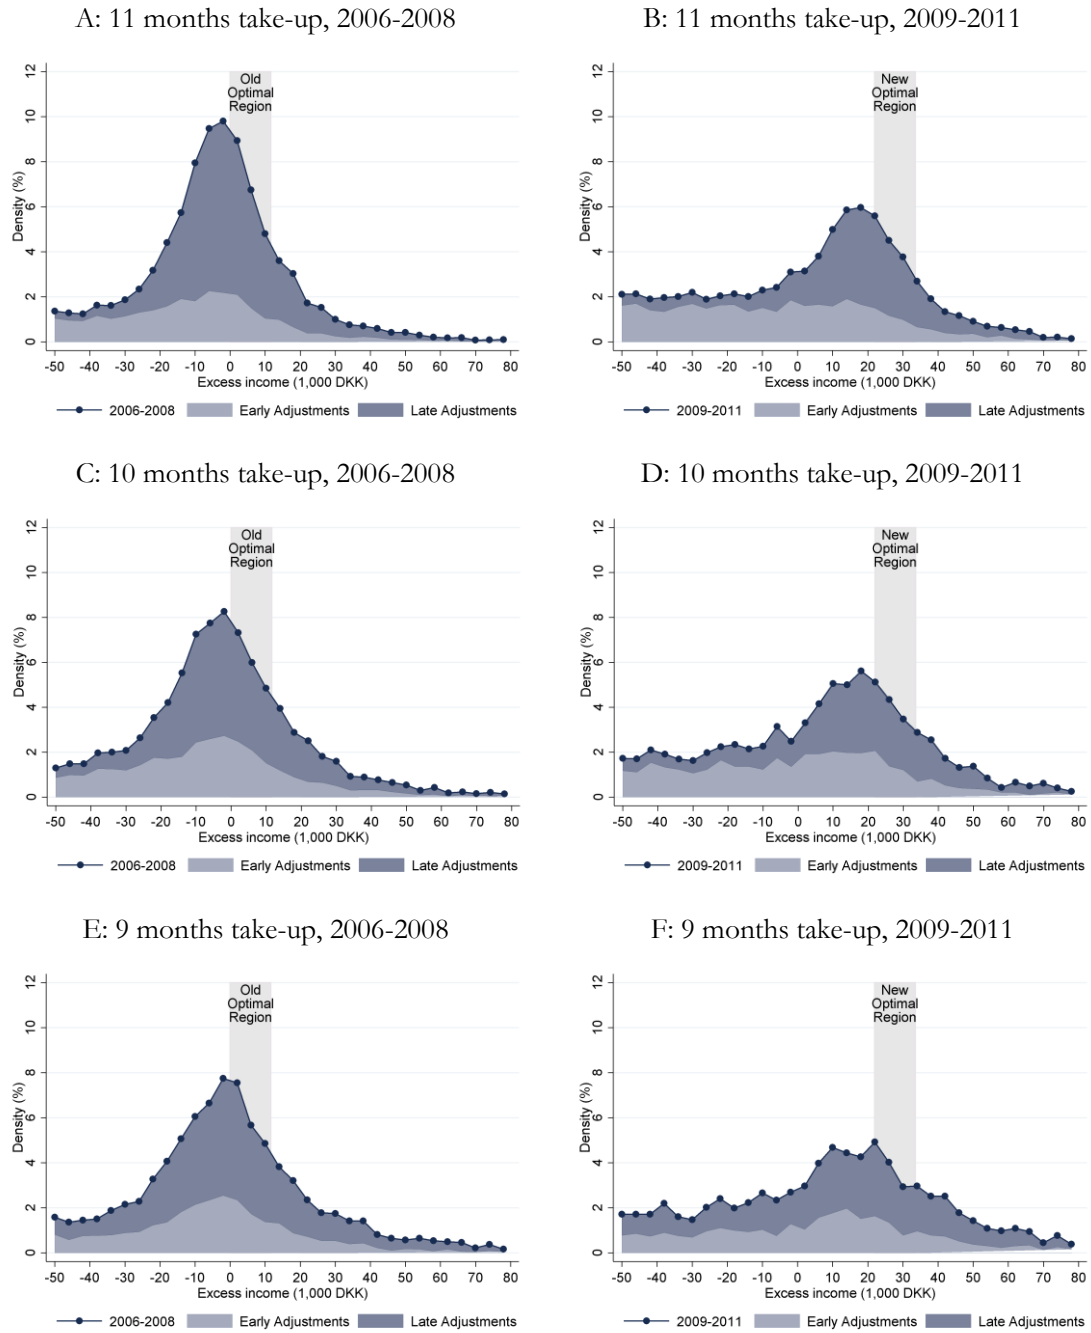 A: 11 months take-up, 2006-2008
B: 11 months take-up, 2009-2011
Old
Optimal
Region
New
Optimal
Region
Density (%)
0 2 4 6 8 10 12
Density (%)
0 2 4 6 8 10 12
-50 -40 -30 -20 -10 0 10 20 30 40 50 60 70 80
-50 -40 -30 -20 -10 0 10 20 30 40 50 60 70 80
Excess income (1,000 DKK)
Excess income (1,000 DKK)
2006-2008 Early Adjustments Late Adjustments
2009-2011 Early Adjustments Late Adjustments
C: 10 months take-up, 2006-2008
D: 10 months take-up, 2009-2011
Old
Optimal
Region
New
Optimal
Region
Density (%)
0 2 4 6 8 10 12
Density (%)
0 2 4 6 8 10 12
-50 -40 -30 -20 -10 0 10 20 30 40 50 60 70 80
-50 -40 -30 -20 -10 0 10 20 30 40 50 60 70 80
Excess income (1,000 DKK)
Excess income (1,000 DKK)
2006-2008 Early Adjustments Late Adjustments
2009-2011 Early Adjustments Late Adjustments
E: 9 months take-up, 2006-2008
F: 9 months take-up, 2009-2011
Old
Optimal
Region
New
Optimal
Region
Density (%)
0 2 4 6 8 10 12
Density (%)
0 2 4 6 8 10 12
-50 -40 -30 -20 -10 0 10 20 30 40 50 60 70 80
-50 -40 -30 -20 -10 0 10 20 30 40 50 60 70 80
Excess income (1,000 DKK)
Excess income (1,000 DKK)
2006-2008 Early Adjustments Late Adjustments
2009-2011 Early Adjustments Late Adjustments